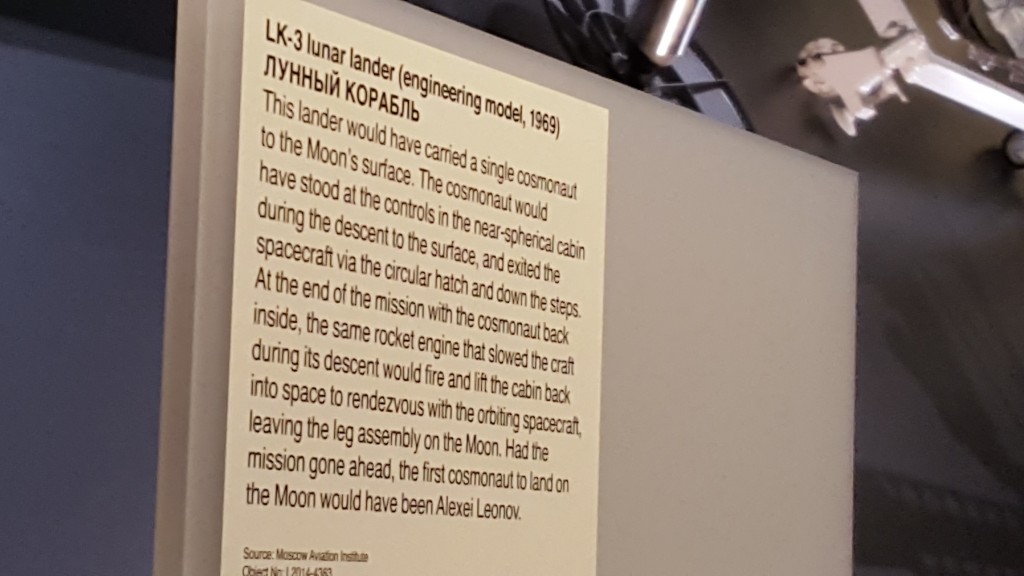 LK-3 lunar lander (engineering model, 1969)
ЛУННЫЙ КОРАБЛЬ
This lander would have carried a single cosmonaut
to the Moon's surface. The cosmonaut would
have stood at the controls in the near-spherical cabin
during the descent to the surface, and exited the
spacecraft via the circular hatch and down the steps.
At the end of the mission with the cosmonaut back
inside, the same rocket engine that slowed the craft
during its descent would fire and lift the cabin back
into space to rendezvous with the orbiting spacecraft,
leaving the leg assembly on the Moon. Had the
mission gone ahead, the first cosmonaut to land on
the Moon would have been Alexei Leonov.
Source: Moscow Aviation Institute
Object No: L2014-4363